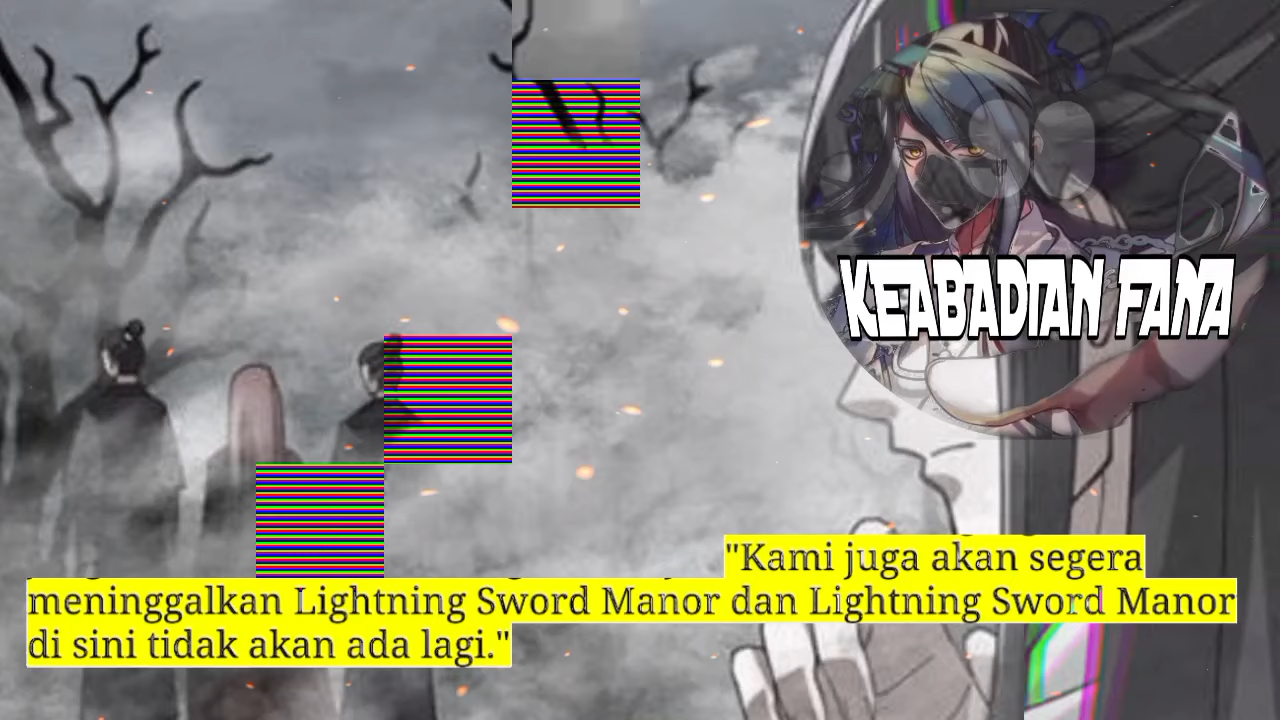 KEABADIAN FANA
"Kami juga akan segera
meninggalkan Lightning Sword Manor dan Lightning Sword Manor
di sini tidak akan ada lagi."